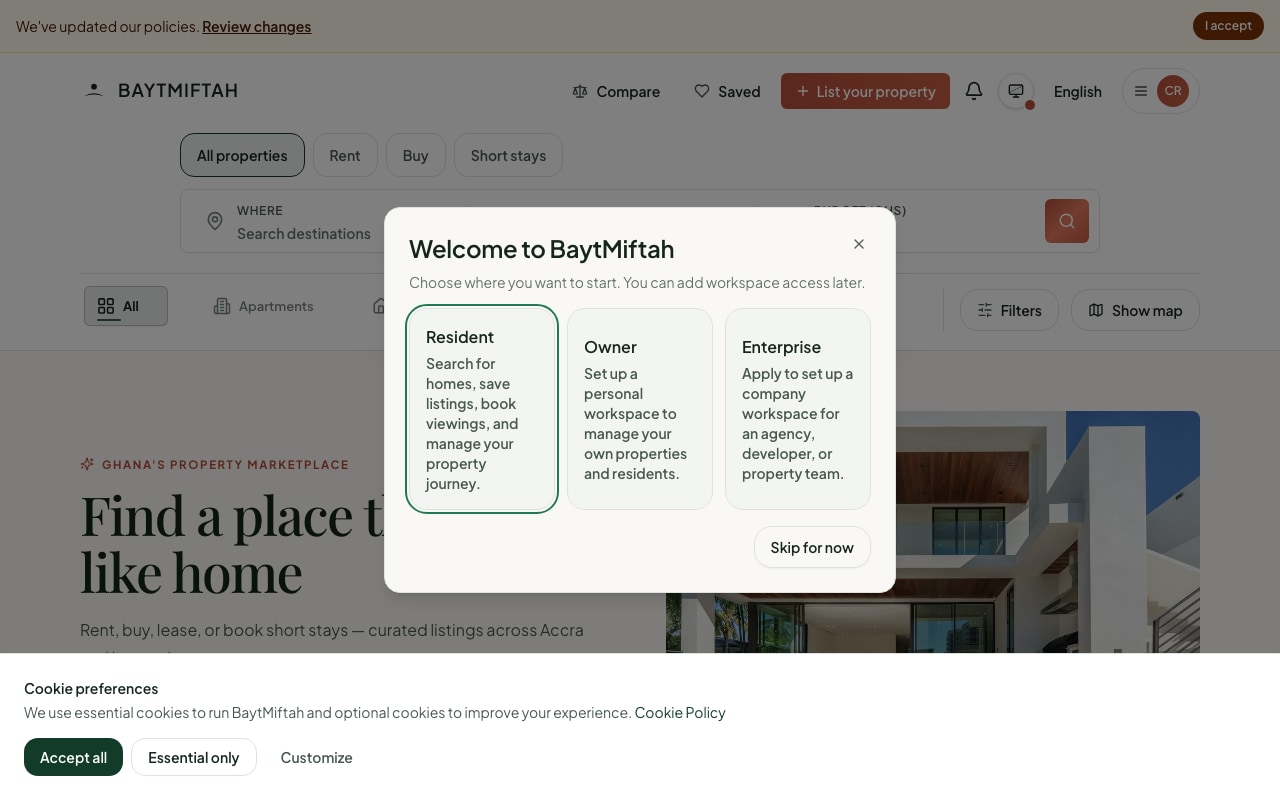 We've updated our policies. Review changes
I accept
BAYTMIFTAH
Compare
Saved
List your property
English
CR
All properties
Rent
Buy
Short stays
WHERE
Search destinations
All
Apartments
Filters
Show map
Welcome to BaytMiftah
Choose where you want to start. You can add workspace access later.
Resident
Search for
homes, save
listings, book
viewings, and
manage your
property
journey.
Owner
Set up a
personal
workspace to
manage your
own properties
and residents.
Enterprise
Apply to set up a
company
workspace for
an agency,
developer, or
property team.
Skip for now
GHANA'S PROPERTY MARKETPLACE
Find a place
like home
Rent, buy, lease, or book short stays — curated listings across Accra
Cookie preferences
We use essential cookies to run BaytMiftah and optional cookies to improve your experience. Cookie Policy
Accept all
Essential only
Customize